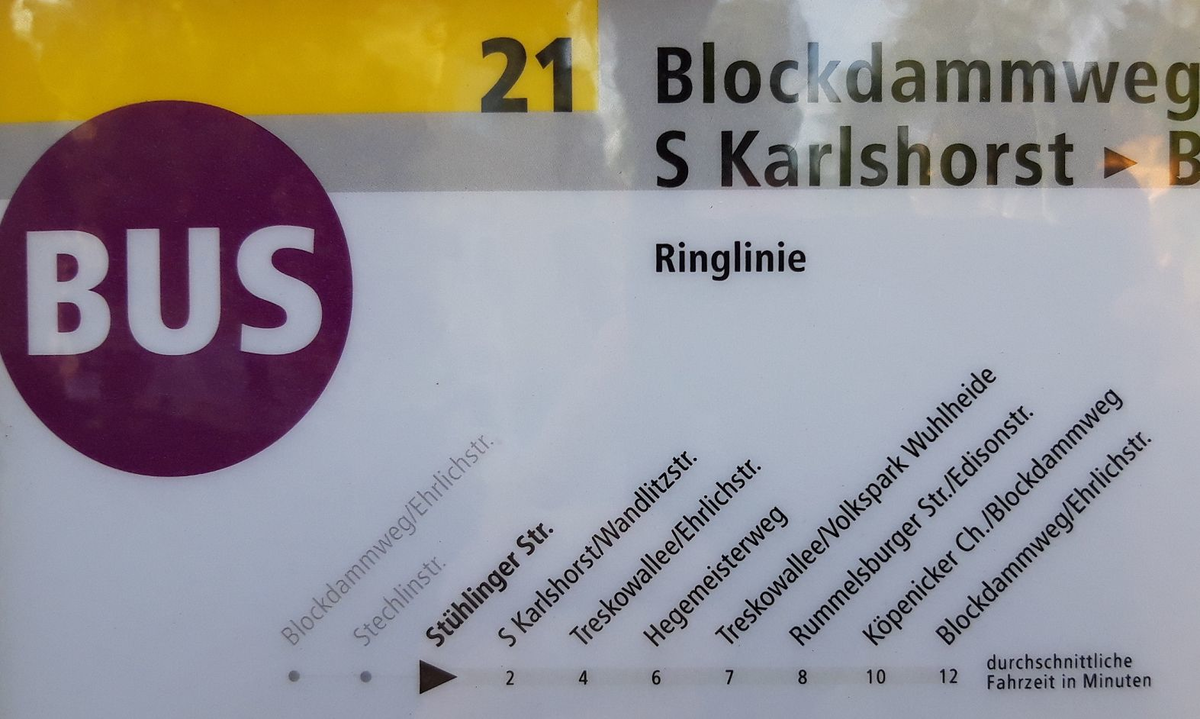 21
Blockdammweg
S Karlshorst ▸ B
BUS
Ringlinie
Blockdammweg/Ehrlichstr.
Stechlinstr.
Stühlinger Str.
S Karlshorst/Wandlitzstr.
Treskowallee/Ehrlichstr.
Hegemeisterweg
Treskowallee/Volkspark Wuhlheide
Rummelsburger Str./Edisonstr.
Köpenicker Ch./Blockdammweg
Blockdammweg/Ehrlichstr.
2 4 6 7 8 10 12
durchschnittliche
Fahrzeit in Minuten